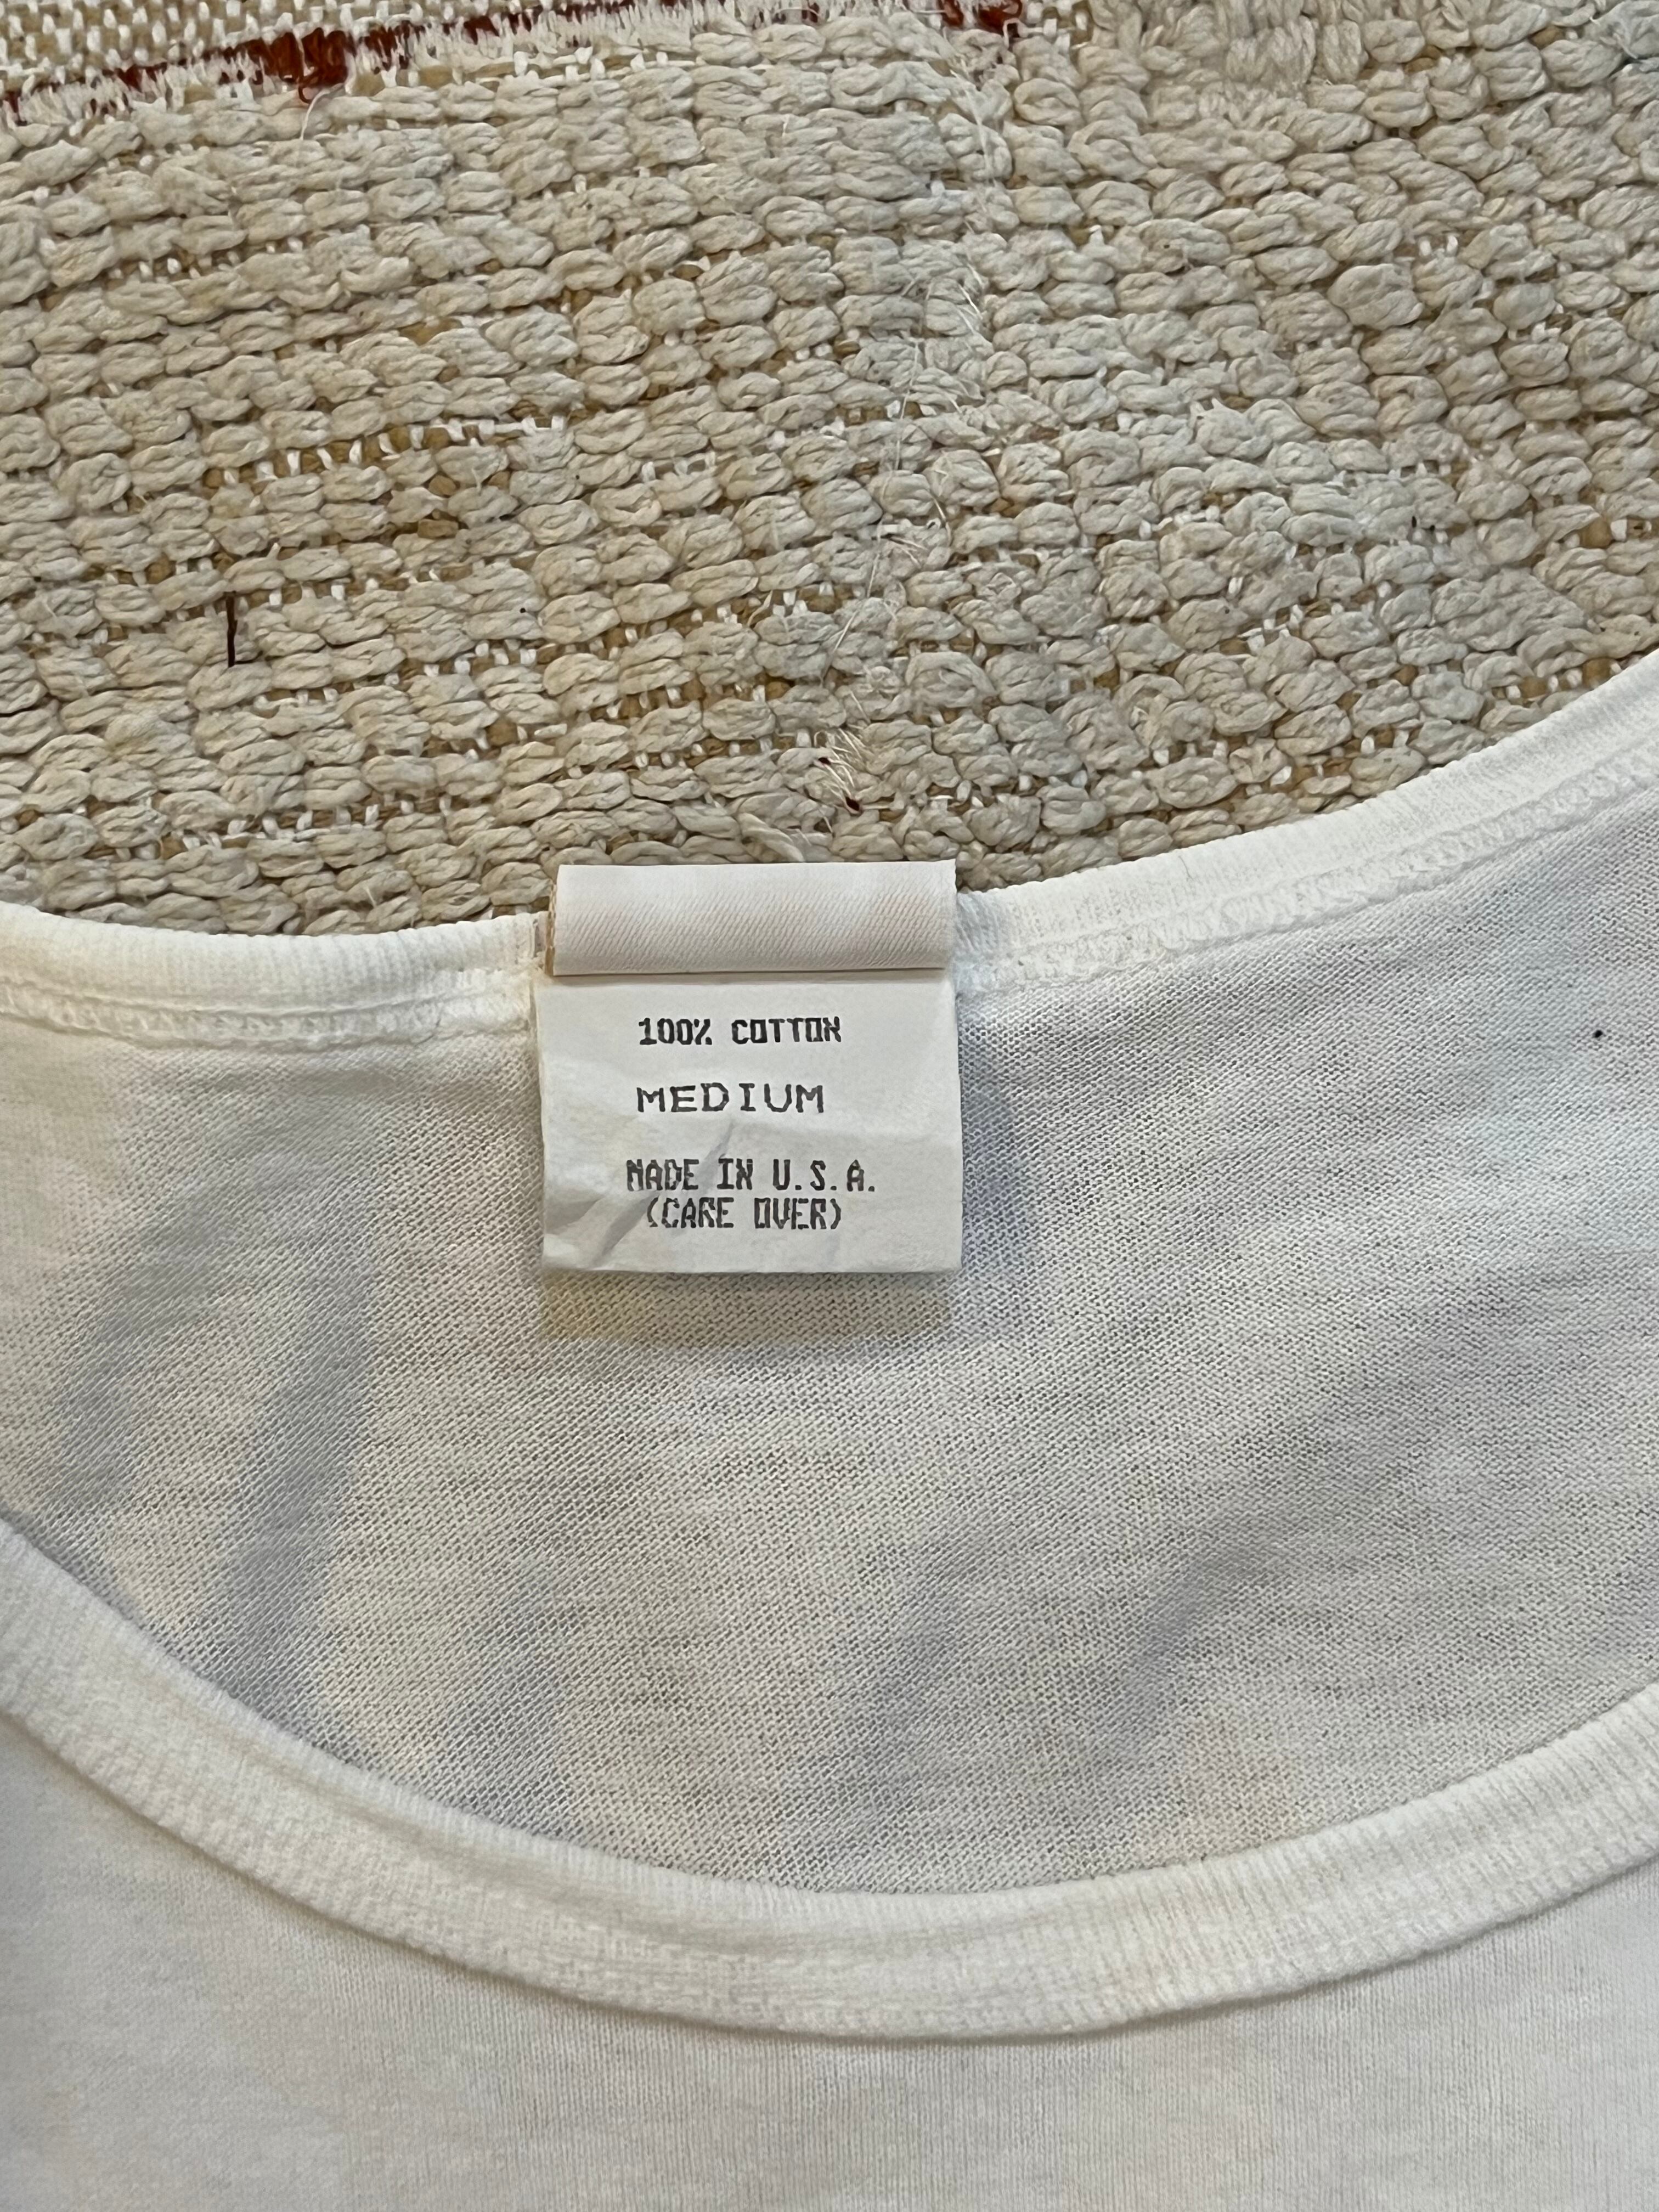 100% COTTON
MEDIUM
MADE IN U.S.A.
(CARE OVER)